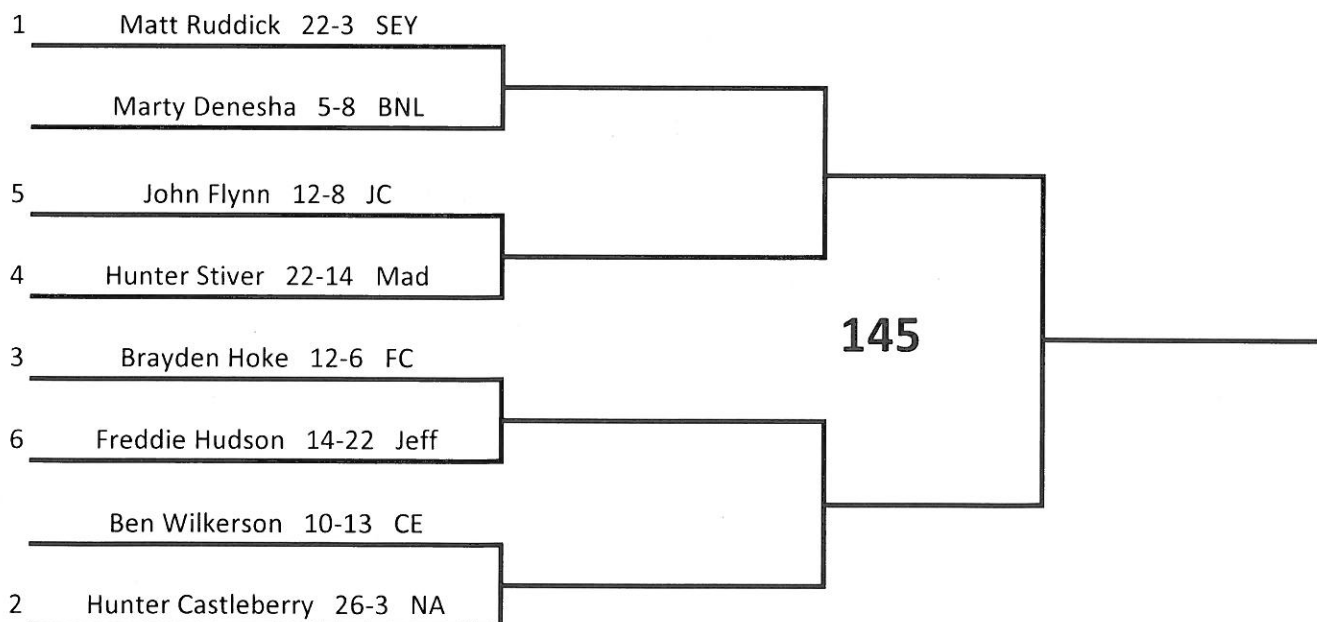 1 Matt Ruddick 22-3 SEY
Marty Denesha 5-8 BNL
5 John Flynn 12-8 JC
4 Hunter Stiver 22-14 Mad
145
3 Brayden Hoke 12-6 FC
6 Freddie Hudson 14-22 Jeff
Ben Wilkerson 10-13 CE
2 Hunter Castleberry 26-3 NA